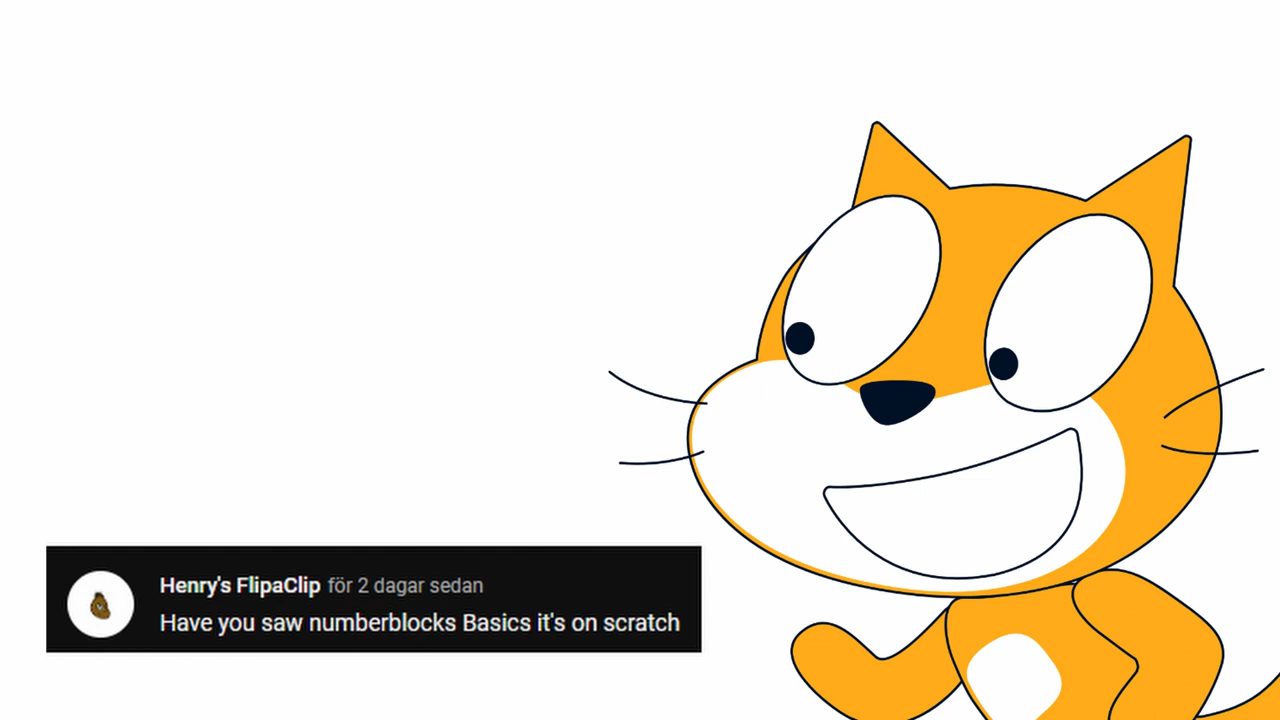 Henry's FlipaClip för 2 dagar sedan
Have you saw numberblocks Basics it's on scratch